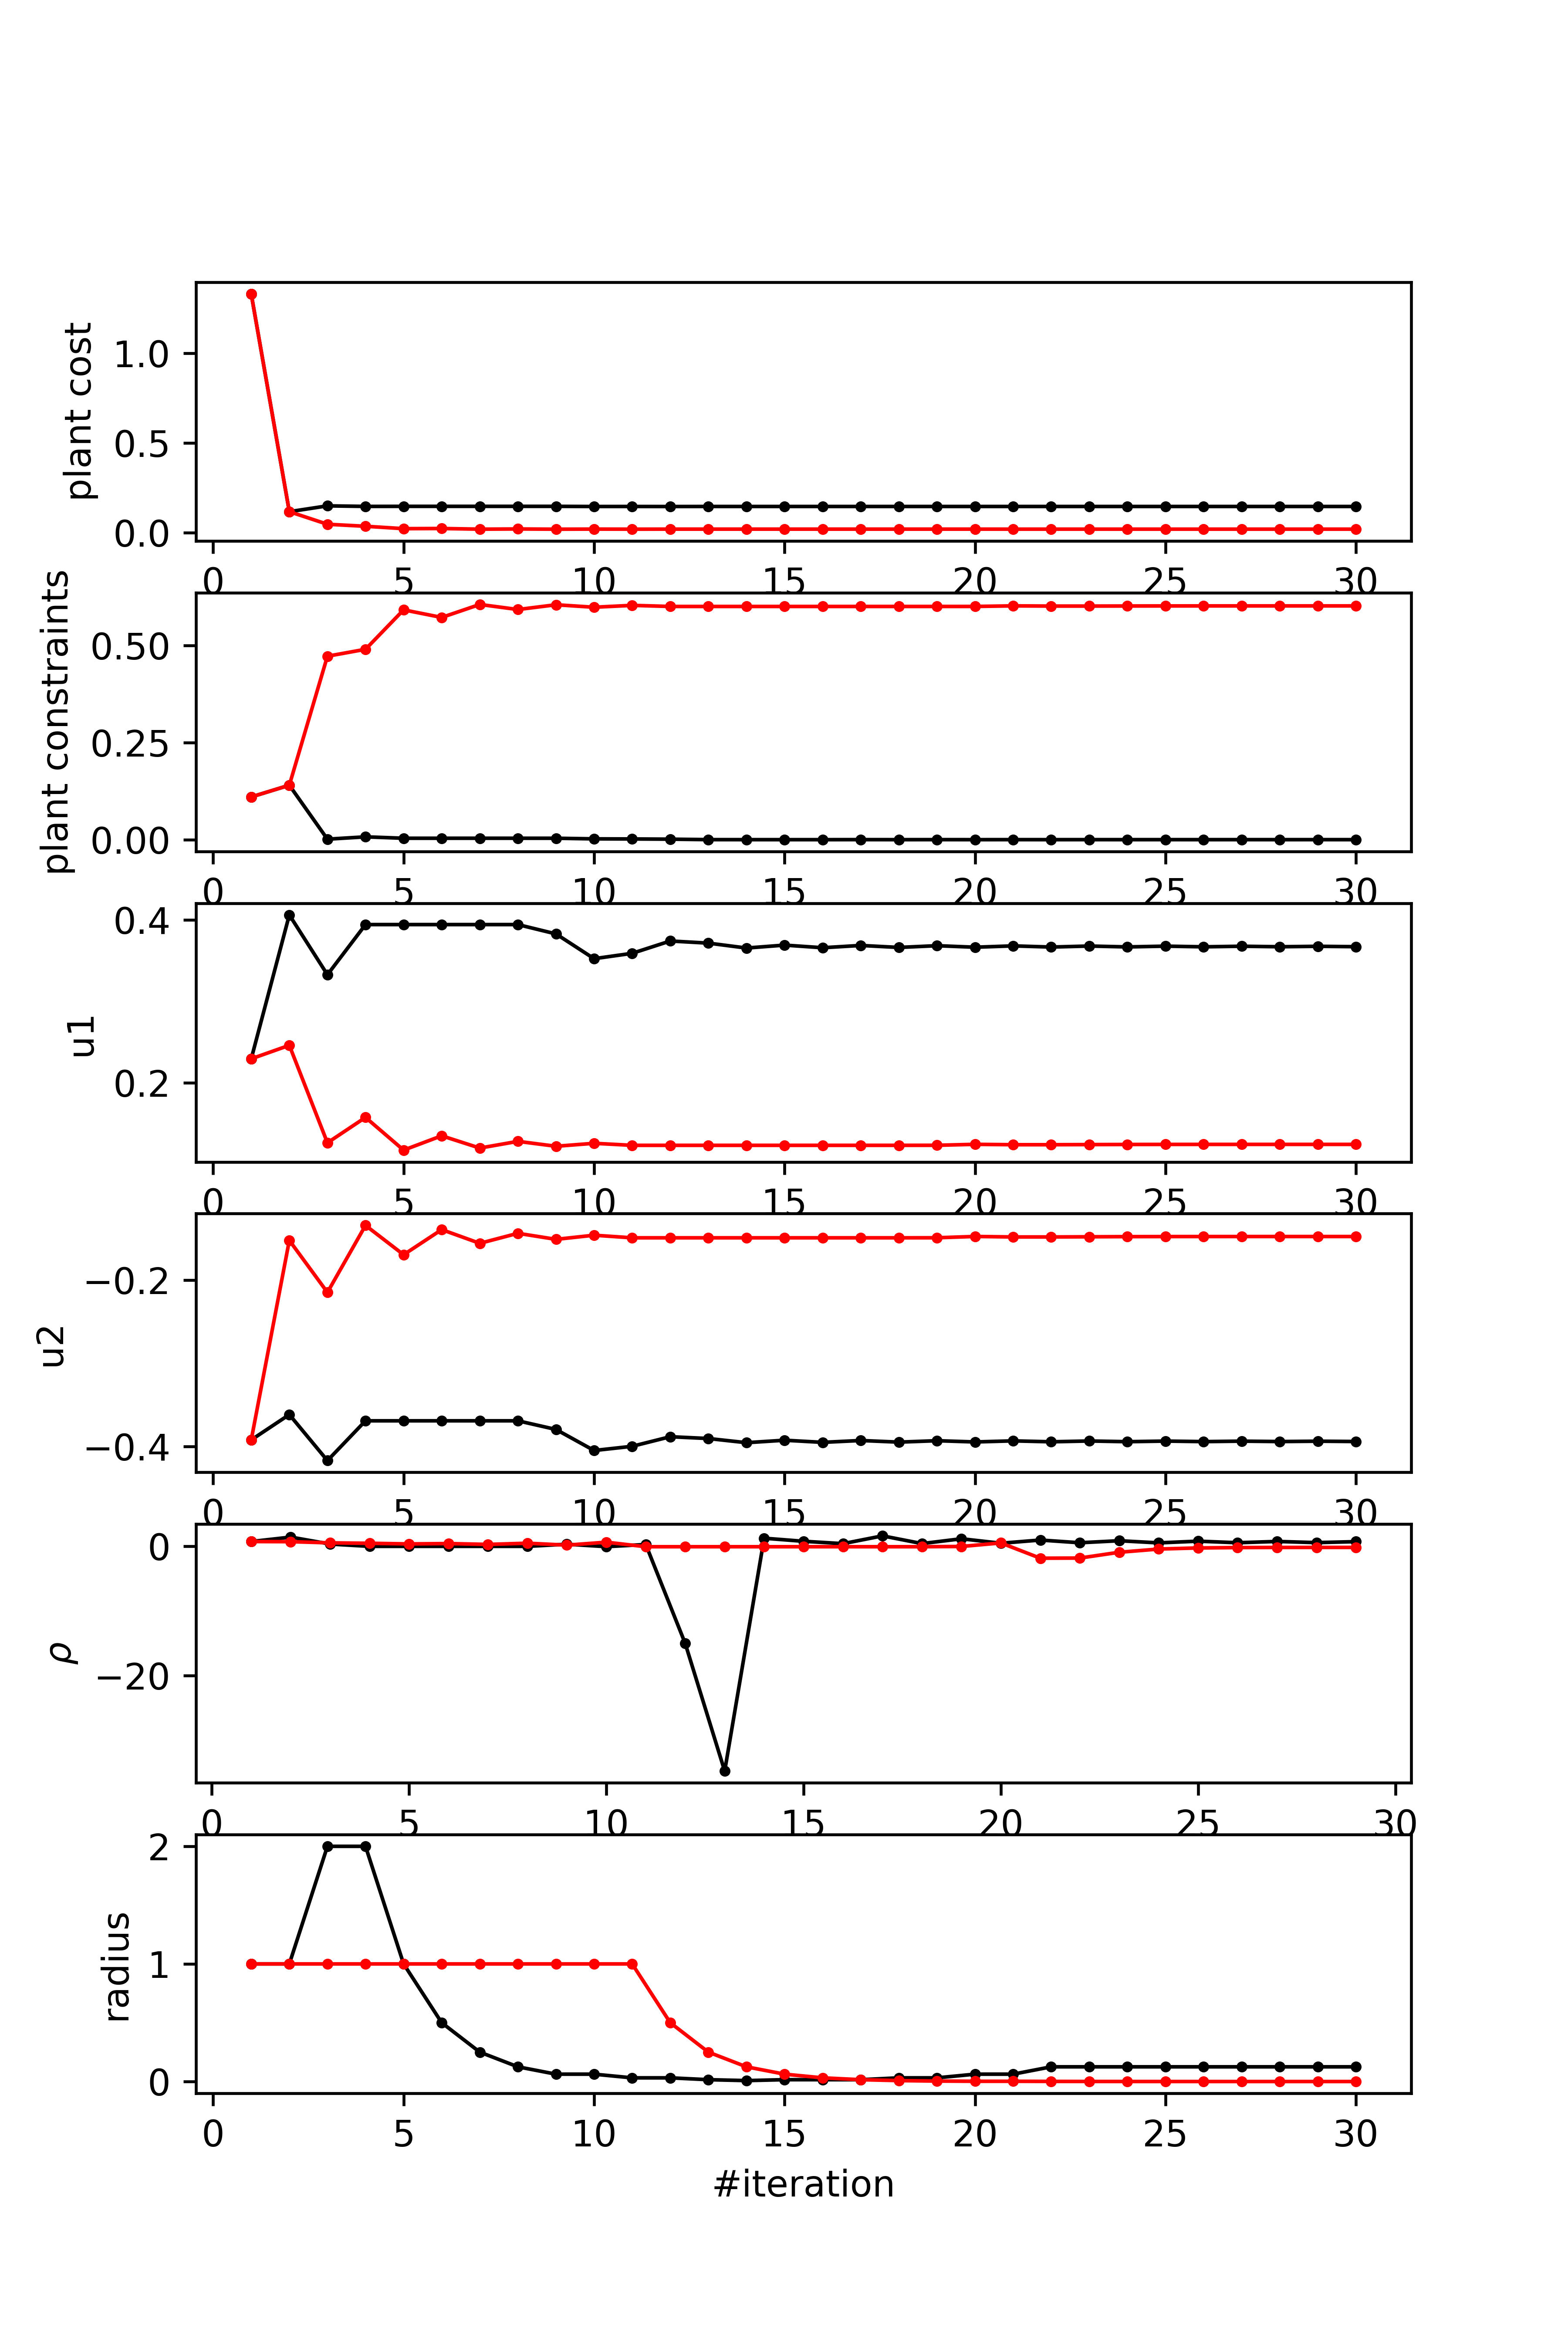 plant cost
1.0
0.5
0.0
0 5 10 15 20 25 30
plant constraints
0.50
0.25
0.00
0 5 10 15 20 25 30
u1
0.4
0.2
0 5 10 15 20 25 30
u2
−0.2
−0.4
0 5 10 15 20 25 30
ρ
0
−20
0 5 10 15 20 25 30
radius
2
1
0
0 5 10 15 20 25 30
#iteration